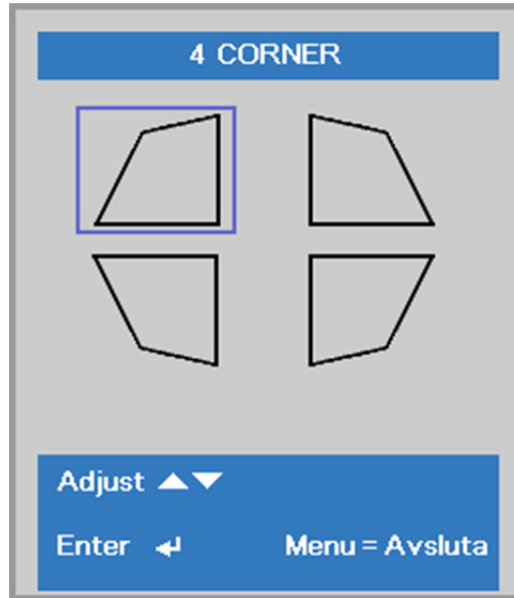 4 CORNER
Adjust ▲▼
Enter ↵
Menu = Avsluta